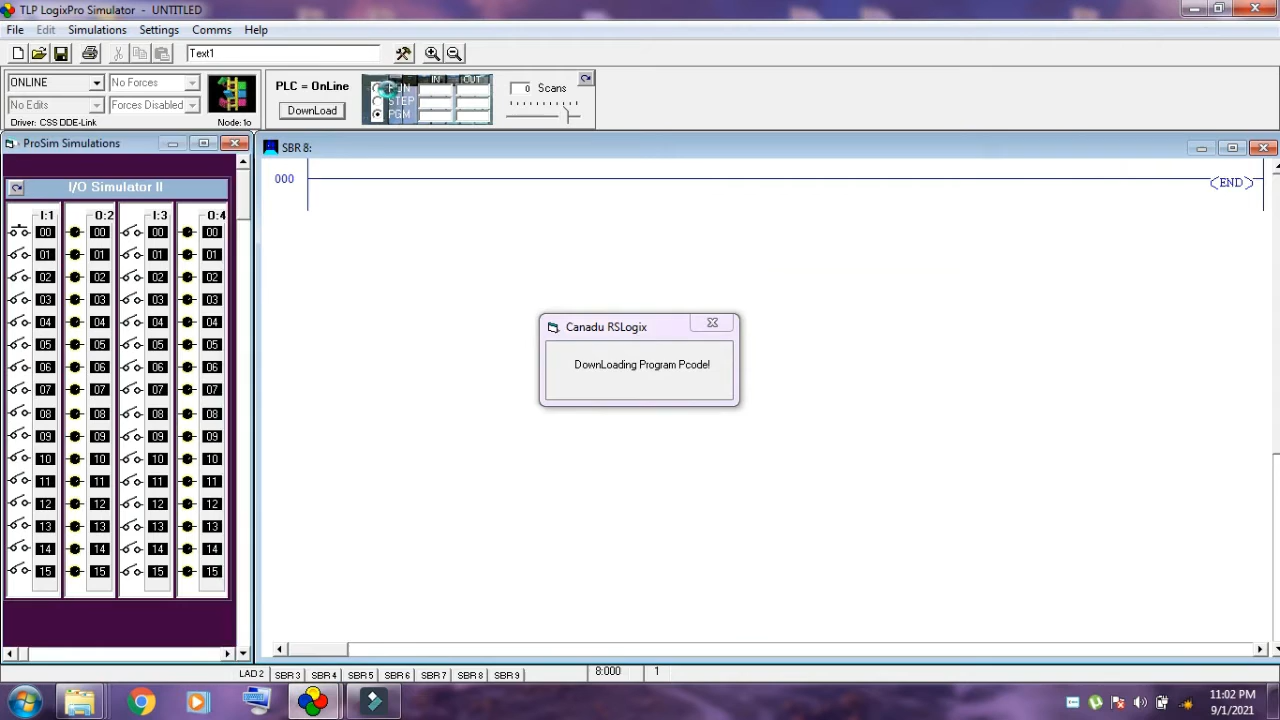 TLP LogixPro Simulator - UNTITLED
File Edit Simulations Settings Comms Help
Text1
ONLINE No Forces
No Edits Forces Disabled
Driver: CSS DDE-Link Node:1o
PLC = OnLine
DownLoad
IN OUT
RUN
STEP
PGM
0 Scans
ProSim Simulations
I/O Simulator II
I:1 O:2 I:3 O:4
00 00 00 00
01 01 01 01
02 02 02 02
03 03 03 03
04 04 04 04
05 05 05 05
06 06 06 06
07 07 07 07
08 08 08 08
09 09 09 09
10 10 10 10
11 11 11 11
12 12 12 12
13 13 13 13
14 14 14 14
15 15 15 15
SBR 8:
000 (END)
Canadu RSLogix
DownLoading Program Pcode!
LAD 2 SBR 3 SBR 4 SBR 5 SBR 6 SBR 7 SBR 8 SBR 9 8:000 1
11:02 PM
9/1/2021